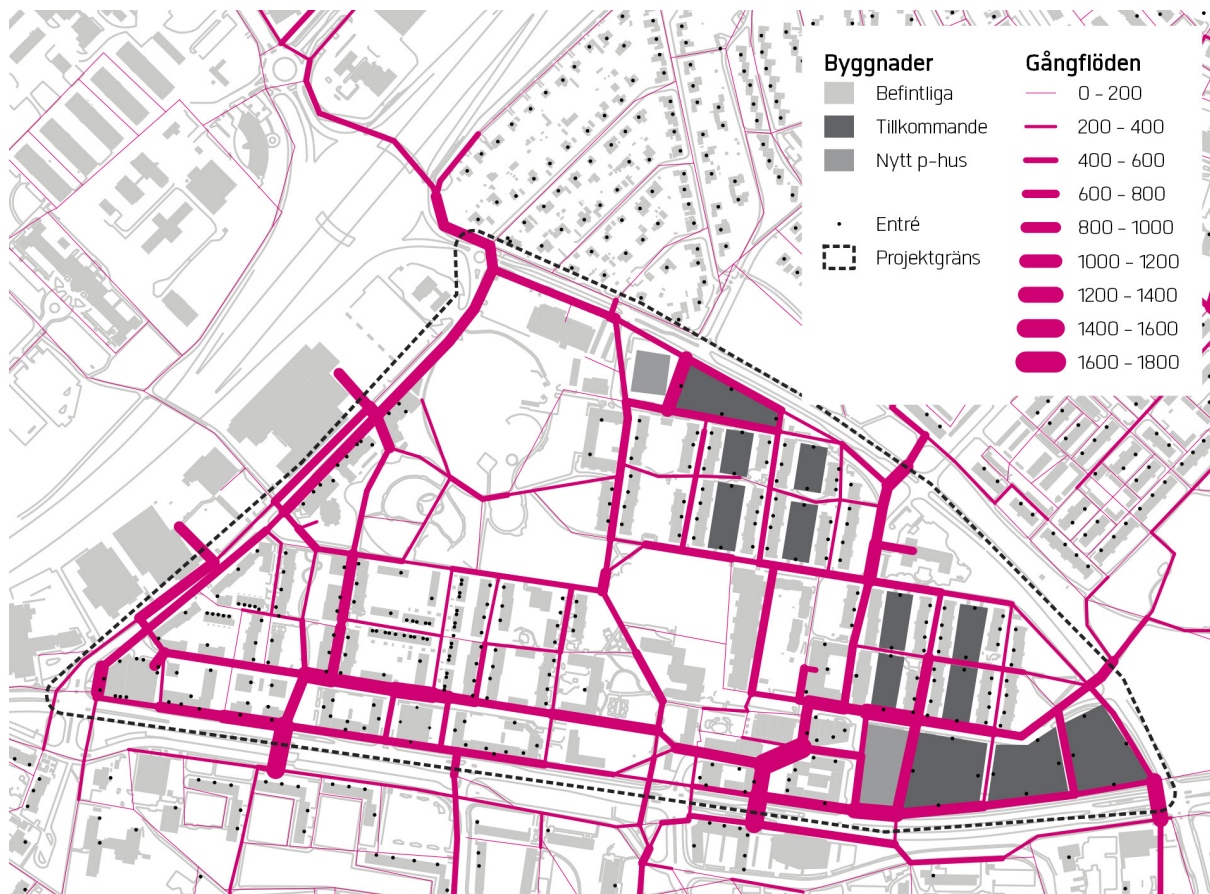 Byggnader
Befintliga
Tillkommande
Nytt p-hus
Entré
Projektgräns
Gångflöden
0 – 200
200 – 400
400 – 600
600 – 800
800 – 1000
1000 – 1200
1200 – 1400
1400 – 1600
1600 – 1800